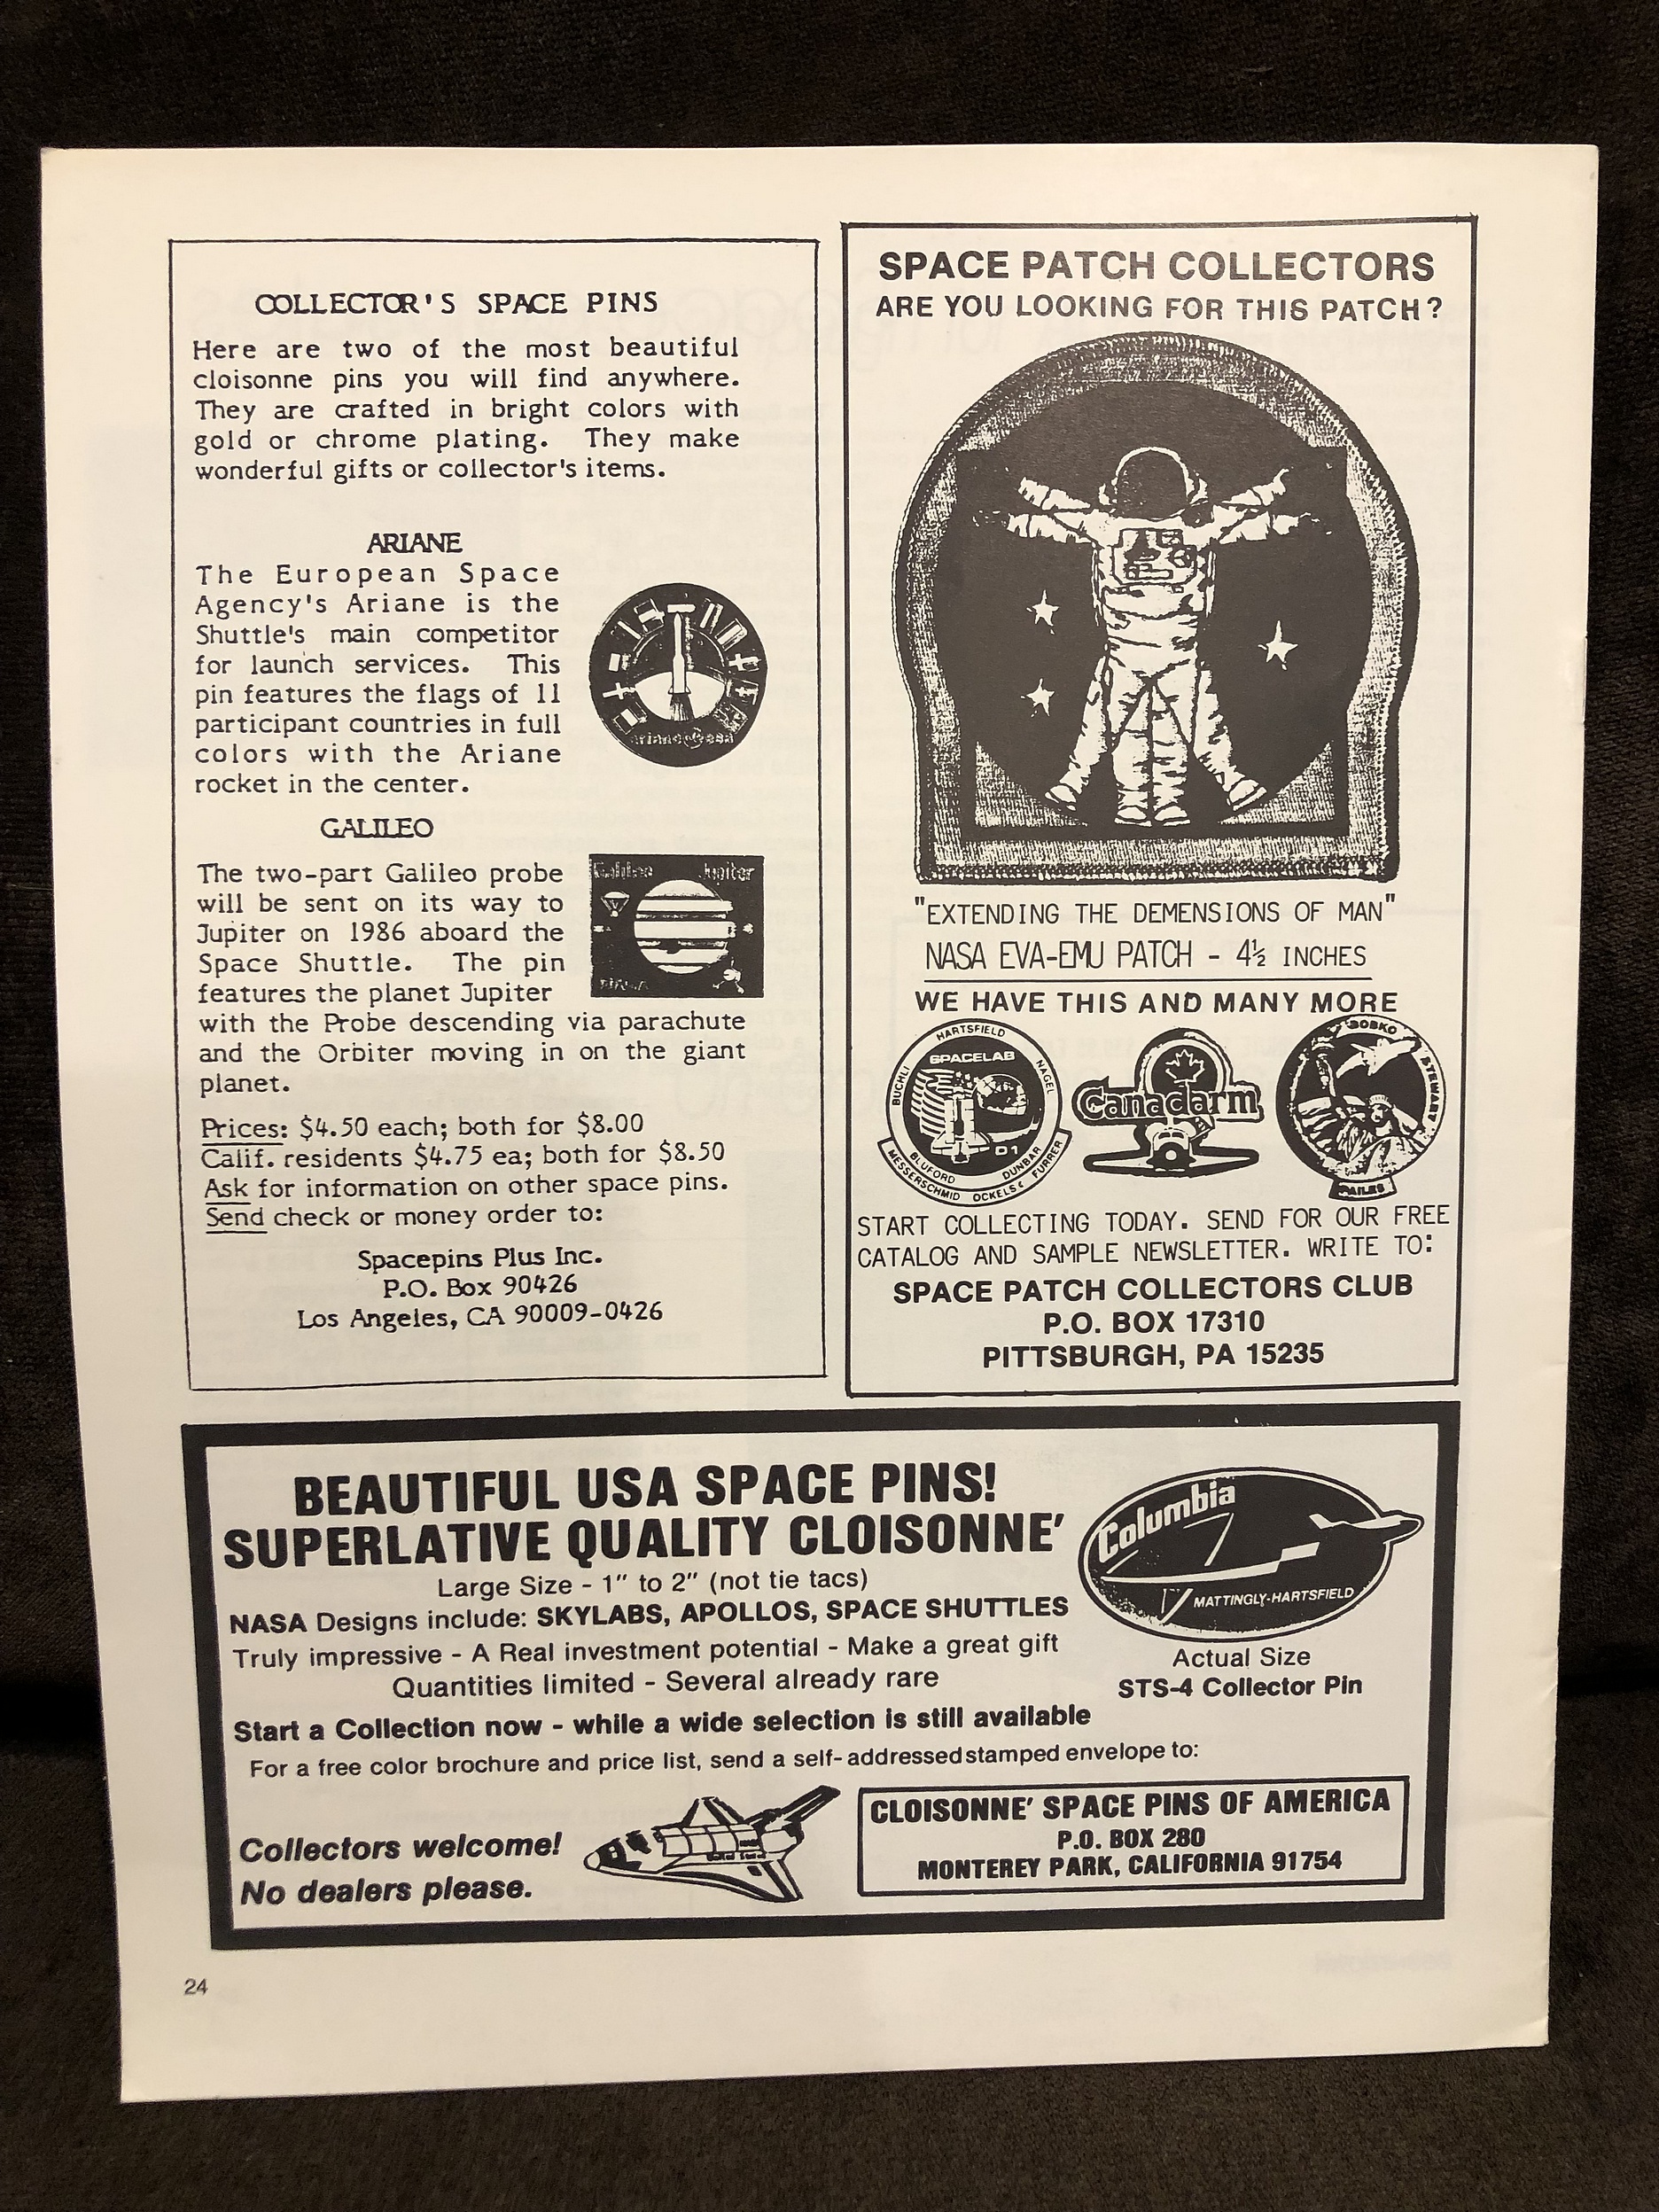 COLLECTOR'S SPACE PINS
Here are two of the most beautiful
cloisonne pins you will find anywhere.
They are crafted in bright colors with
gold or chrome plating. They make
wonderful gifts or collector's items.
ARIANE
The European Space
Agency's Ariane is the
Shuttle's main competitor
for launch services. This
pin features the flags of 11
participant countries in full
colors with the Ariane
rocket in the center.
ariane esa
GALILEO
The two-part Galileo probe
will be sent on its way to
Jupiter on 1986 aboard the
Space Shuttle. The pin
features the planet Jupiter
with the Probe descending via parachute
and the Orbiter moving in on the giant
planet.
Galileo Jupiter
Prices: $4.50 each; both for $8.00
Calif. residents $4.75 ea; both for $8.50
Ask for information on other space pins.
Send check or money order to:
Spacepins Plus Inc.
P.O. Box 90426
Los Angeles, CA 90009-0426
SPACE PATCH COLLECTORS
ARE YOU LOOKING FOR THIS PATCH?
"EXTENDING THE DEMENSIONS OF MAN"
NASA EVA-EMU PATCH - 4½ INCHES
WE HAVE THIS AND MANY MORE
HARTSFIELD
SPACELAB
BUCHLI
NAGEL
D1
BLUFORD
DUNBAR
MESSERSCHMID OCKELS & FURRER
Canadarm
BOBKO
STEWART
PAILES
START COLLECTING TODAY. SEND FOR OUR FREE
CATALOG AND SAMPLE NEWSLETTER. WRITE TO:
SPACE PATCH COLLECTORS CLUB
P.O. BOX 17310
PITTSBURGH, PA 15235
BEAUTIFUL USA SPACE PINS!
SUPERLATIVE QUALITY CLOISONNE'
Large Size - 1" to 2" (not tie tacs)
NASA Designs include: SKYLABS, APOLLOS, SPACE SHUTTLES
Truly impressive - A Real investment potential - Make a great gift
Quantities limited - Several already rare
Start a Collection now - while a wide selection is still available
For a free color brochure and price list, send a self-addressed stamped envelope to:
Columbia
MATTINGLY-HARTSFIELD
Actual Size
STS-4 Collector Pin
Collectors welcome!
No dealers please.
CLOISONNE' SPACE PINS OF AMERICA
P.O. BOX 280
MONTEREY PARK, CALIFORNIA 91754
24